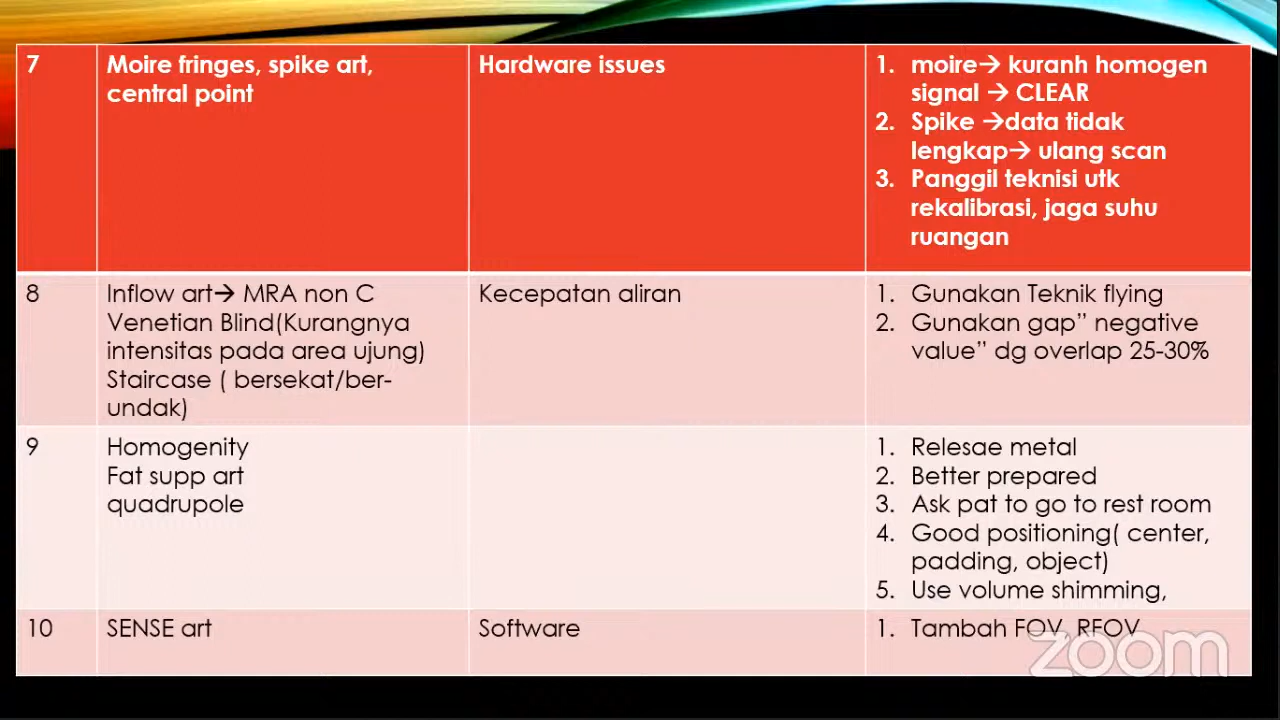 7
Moire fringes, spike art,
central point
Hardware issues
1. moire→ kuranh homogen
signal → CLEAR
2. Spike →data tidak
lengkap→ ulang scan
3. Panggil teknisi utk
rekalibrasi, jaga suhu
ruangan
8
Inflow art→ MRA non C
Venetian Blind(Kurangnya
intensitas pada area ujung)
Staircase ( bersekat/ber-
undak)
Kecepatan aliran
1. Gunakan Teknik flying
2. Gunakan gap” negative
value” dg overlap 25-30%
9
Homogenity
Fat supp art
quadrupole
1. Relesae metal
2. Better prepared
3. Ask pat to go to rest room
4. Good positioning( center,
padding, object)
5. Use volume shimming,
10
SENSE art
Software
1. Tambah FOV, RFOV
zoom